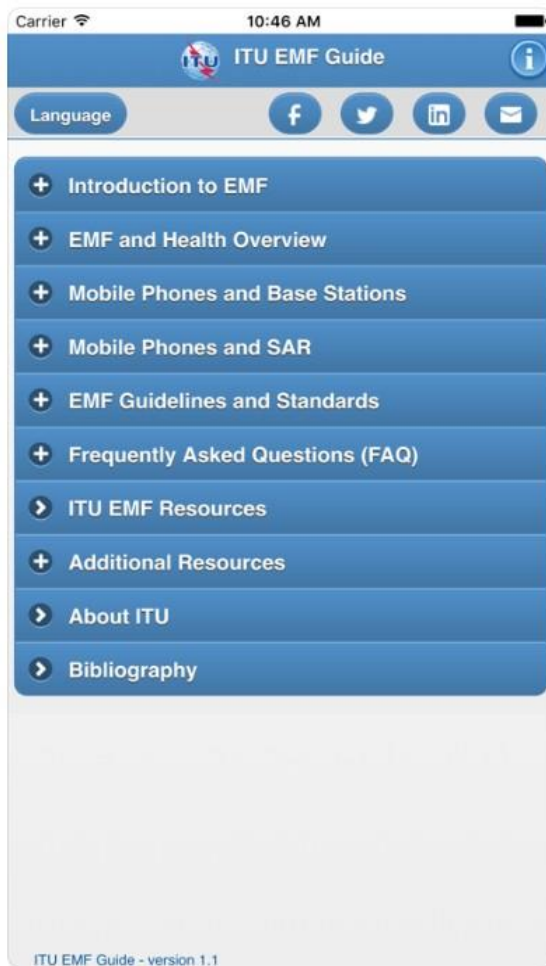 Carrier 10:46 AM
ITU ITU EMF Guide i
Language f in
Introduction to EMF
EMF and Health Overview
Mobile Phones and Base Stations
Mobile Phones and SAR
EMF Guidelines and Standards
Frequently Asked Questions (FAQ)
ITU EMF Resources
Additional Resources
About ITU
Bibliography
ITU EMF Guide - version 1.1